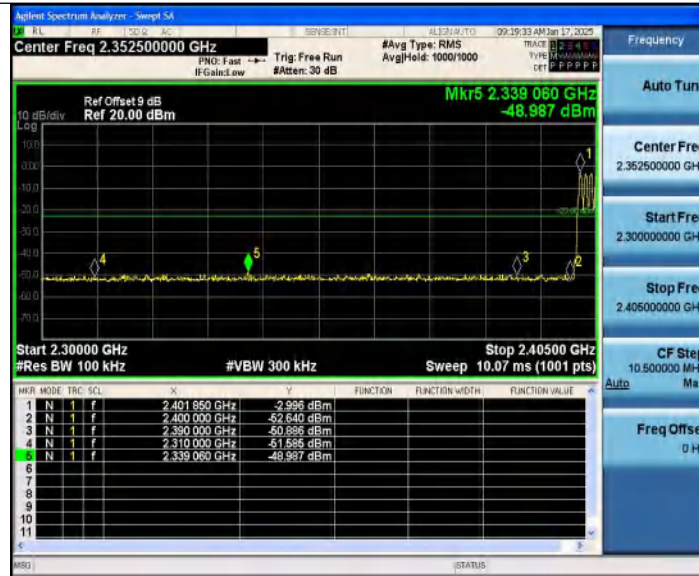 Agilent Spectrum Analyzer - Swept SA
RL RF 50 Ω AC SENSE:INT ALIGNAUTO 09:19:33 AM Jan 17, 2025
Center Freq 2.352500000 GHz
PNO: Fast
IFGain:Low
Trig: Free Run
#Atten: 30 dB
#Avg Type: RMS
Avg|Hold: 1000/1000
TRACE 1 2 3 4 5 6
TYPE
DET P P P P P P
Mkr5 2.339 060 GHz
-48.987 dBm
Ref Offset 9 dB
Ref 20.00 dBm
10 dB/div
Log
10.0
0.00
-10.0
-20.0
-30.0
-40.0
-50.0
-60.0
-70.0
1
4
5
3
2
Start 2.30000 GHz
Stop 2.40500 GHz
#Res BW 100 kHz
#VBW 300 kHz
Sweep 10.07 ms (1001 pts)
MKR MODE TRC SCL X Y FUNCTION FUNCTION WIDTH FUNCTION VALUE
1 N 1 f 2.401 850 GHz -2.996 dBm
2 N 1 f 2.400 000 GHz -52.640 dBm
3 N 1 f 2.390 000 GHz -50.886 dBm
4 N 1 f 2.310 000 GHz -51.585 dBm
5 N 1 f 2.339 060 GHz -48.987 dBm
6
7
8
9
10
11
MSG
STATUS
Frequency
Auto Tun
Center Fre
2.352500000 GH
Start Fre
2.300000000 GH
Stop Fre
2.405000000 GH
CF Step
10.500000 MH
Auto Ma
Freq Offse
0 H